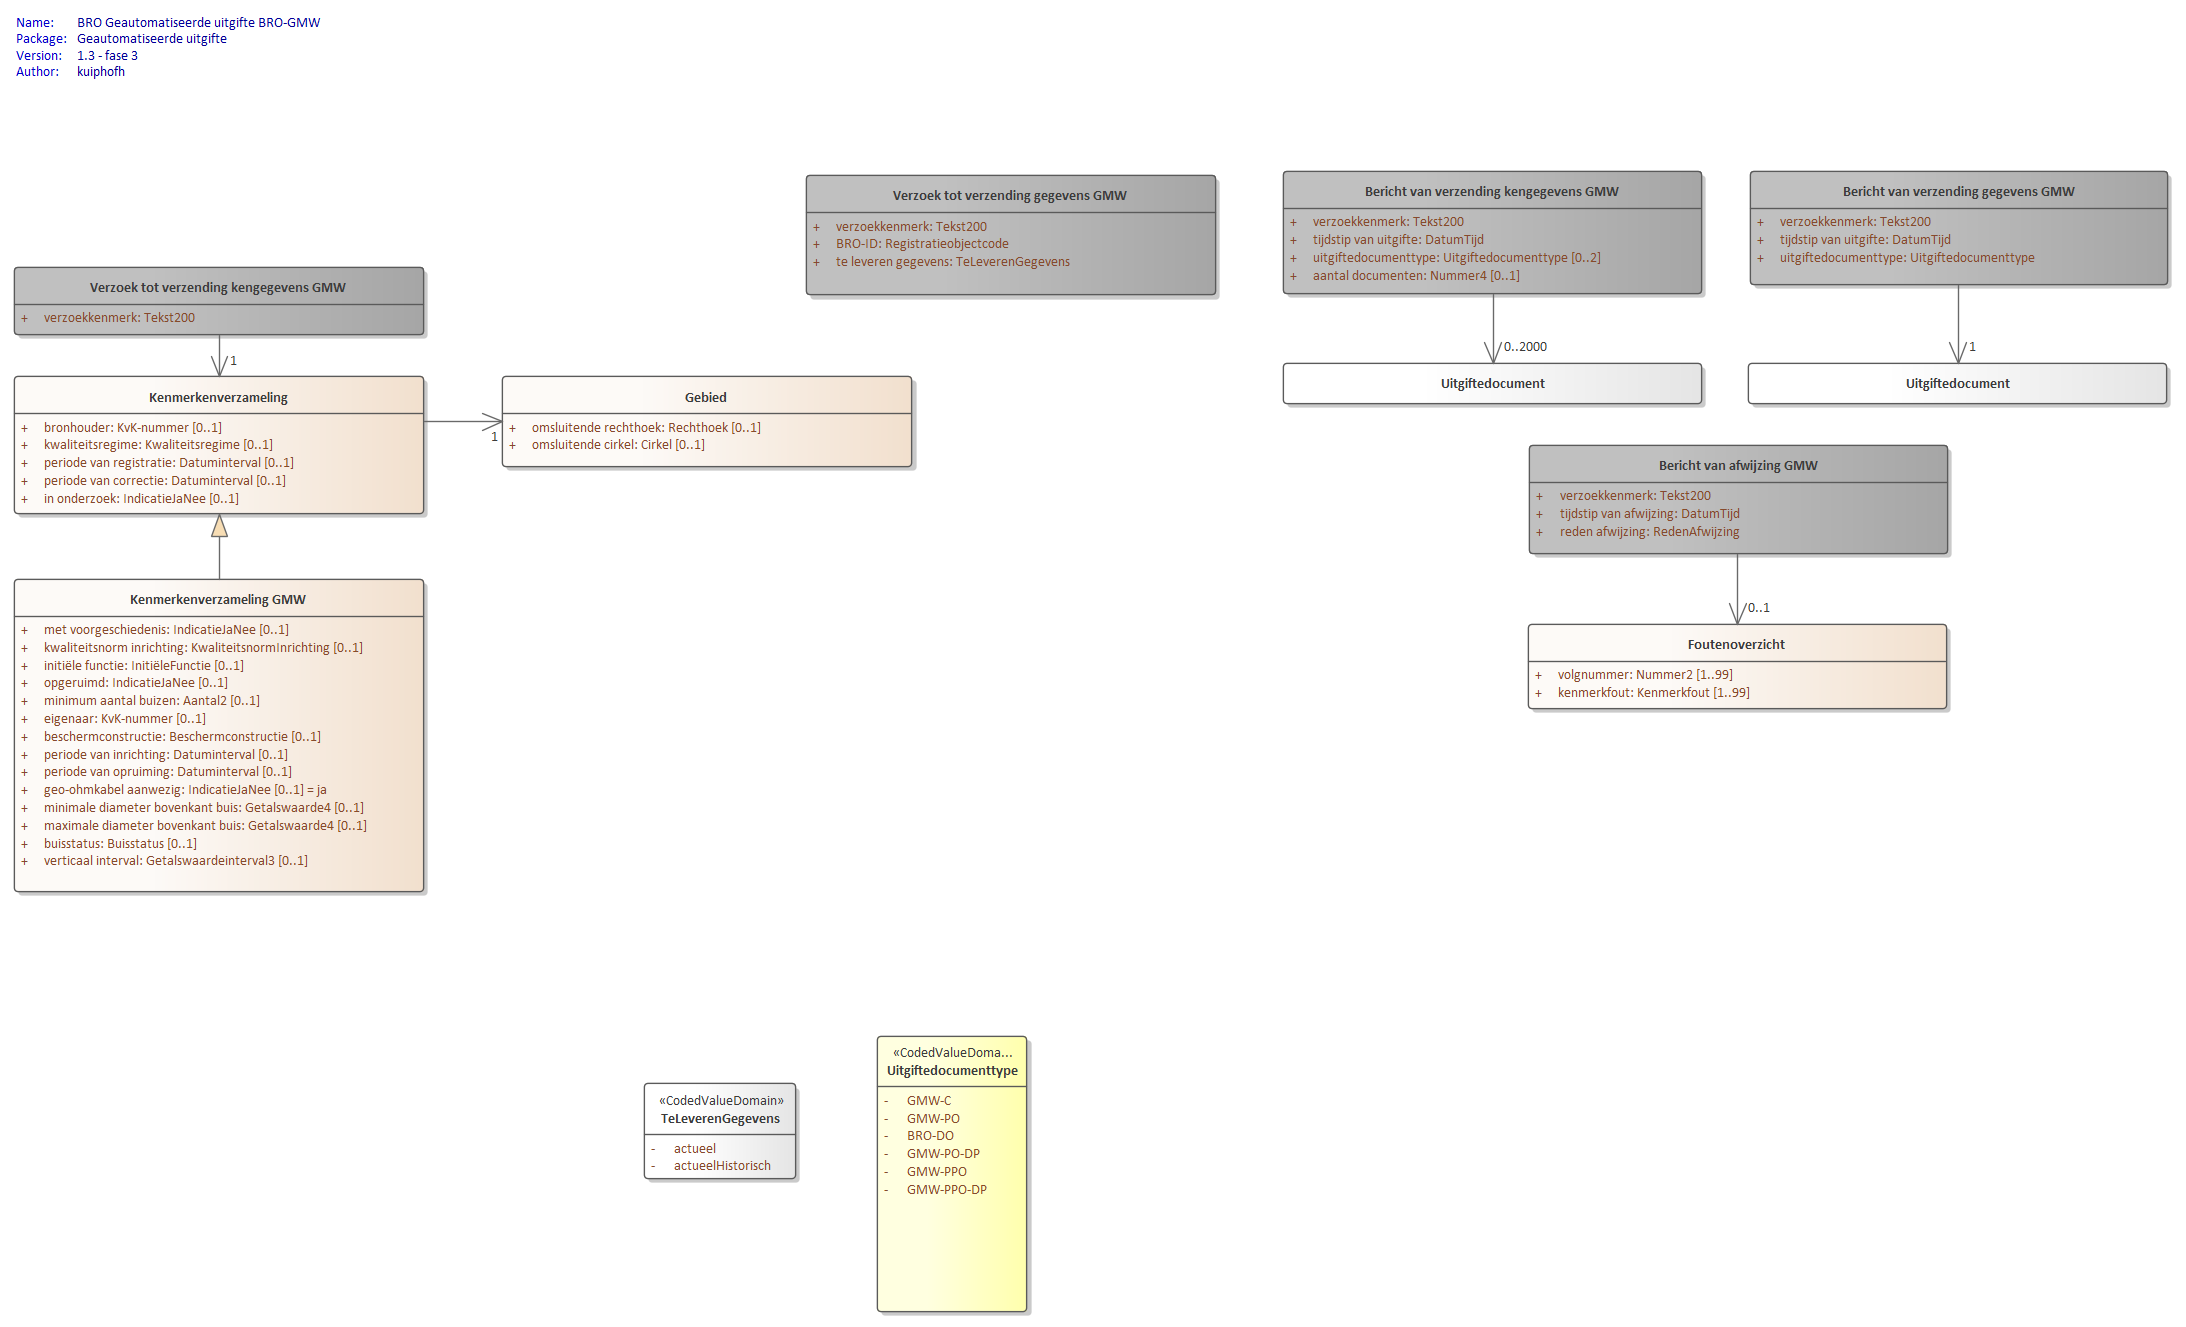 Name: BRO Geautomatiseerde uitgifte BRO-GMW
Package: Geautomatiseerde uitgifte
Version: 1.3 - fase 3
Author: kuiphofh
Verzoek tot verzending kengegevens GMW
+ verzoekkenmerk: Tekst200
1
Kenmerkenverzameling
+ bronhouder: KvK-nummer [0..1]
+ kwaliteitsregime: Kwaliteitsregime [0..1]
+ periode van registratie: Datuminterval [0..1]
+ periode van correctie: Datuminterval [0..1]
+ in onderzoek: IndicatieJaNee [0..1]
1
Gebied
+ omsluitende rechthoek: Rechthoek [0..1]
+ omsluitende cirkel: Cirkel [0..1]
Kenmerkenverzameling GMW
+ met voorgeschiedenis: IndicatieJaNee [0..1]
+ kwaliteitsnorm inrichting: KwaliteitsnormInrichting [0..1]
+ initiële functie: InitiëleFunctie [0..1]
+ opgeruimd: IndicatieJaNee [0..1]
+ minimum aantal buizen: Aantal2 [0..1]
+ eigenaar: KvK-nummer [0..1]
+ beschermconstructie: Beschermconstructie [0..1]
+ periode van inrichting: Datuminterval [0..1]
+ periode van opruiming: Datuminterval [0..1]
+ geo-ohmkabel aanwezig: IndicatieJaNee [0..1] = ja
+ minimale diameter bovenkant buis: Getalswaarde4 [0..1]
+ maximale diameter bovenkant buis: Getalswaarde4 [0..1]
+ buisstatus: Buisstatus [0..1]
+ verticaal interval: Getalswaardeinterval3 [0..1]
Verzoek tot verzending gegevens GMW
+ verzoekkenmerk: Tekst200
+ BRO-ID: Registratieobjectcode
+ te leveren gegevens: TeLeverenGegevens
Bericht van verzending kengegevens GMW
+ verzoekkenmerk: Tekst200
+ tijdstip van uitgifte: DatumTijd
+ uitgiftedocumenttype: Uitgiftedocumenttype [0..2]
+ aantal documenten: Nummer4 [0..1]
0..2000
Uitgiftedocument
Bericht van verzending gegevens GMW
+ verzoekkenmerk: Tekst200
+ tijdstip van uitgifte: DatumTijd
+ uitgiftedocumenttype: Uitgiftedocumenttype
1
Uitgiftedocument
Bericht van afwijzing GMW
+ verzoekkenmerk: Tekst200
+ tijdstip van afwijzing: DatumTijd
+ reden afwijzing: RedenAfwijzing
0..1
Foutenoverzicht
+ volgnummer: Nummer2 [1..99]
+ kenmerkfout: Kenmerkfout [1..99]
«CodedValueDomain»
TeLeverenGegevens
- actueel
- actueelHistorisch
«CodedValueDoma...
Uitgiftedocumenttype
- GMW-C
- GMW-PO
- BRO-DO
- GMW-PO-DP
- GMW-PPO
- GMW-PPO-DP